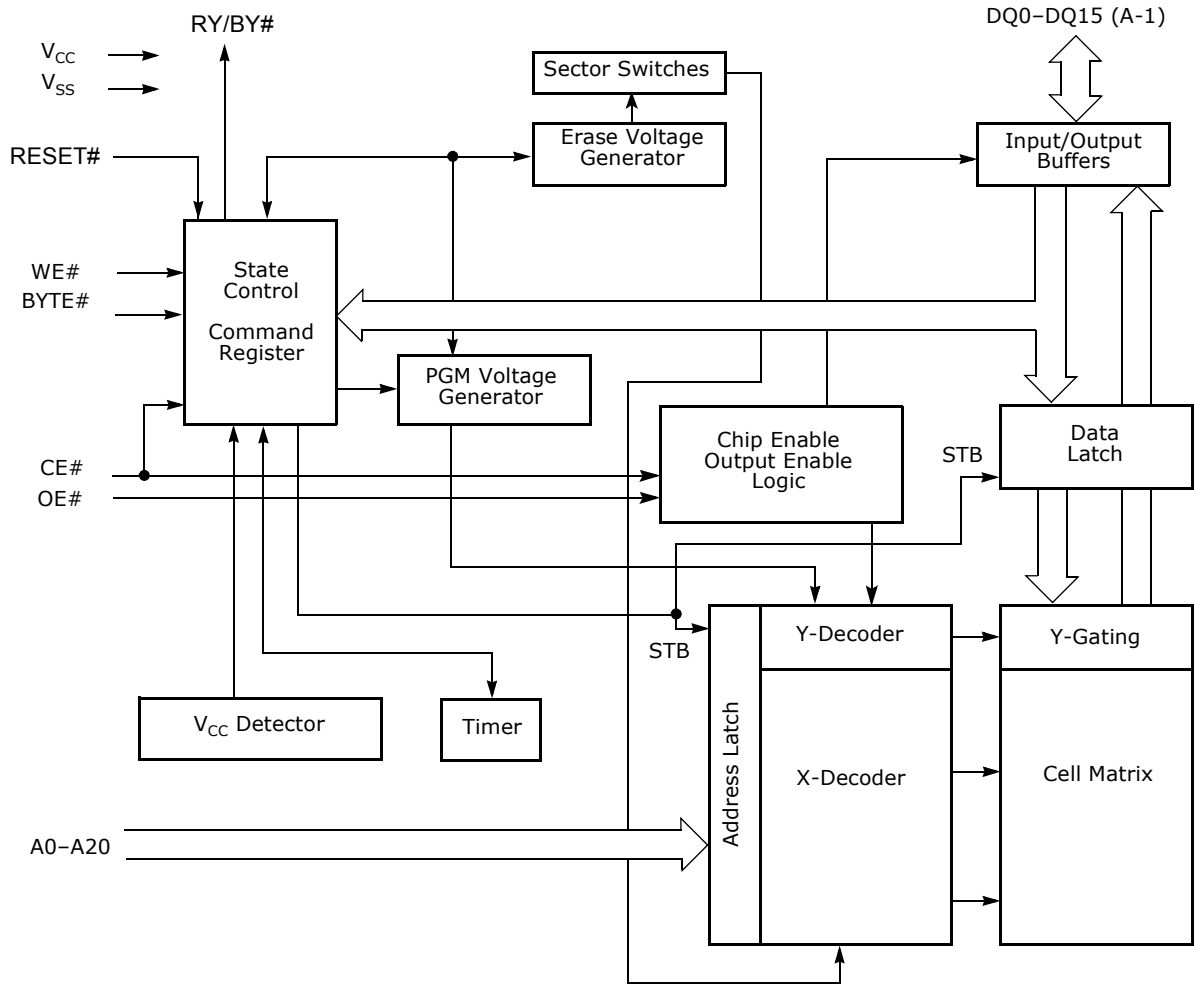 RY/BY#
DQ0–DQ15 (A-1)
VCC
VSS
Sector Switches
RESET#
Erase Voltage
Generator
Input/Output
Buffers
WE#
BYTE#
State
Control
Command
Register
PGM Voltage
Generator
CE#
OE#
Chip Enable
Output Enable
Logic
STB
Data
Latch
STB
Y-Decoder
Y-Gating
VCC Detector
Timer
Address Latch
X-Decoder
Cell Matrix
A0–A20